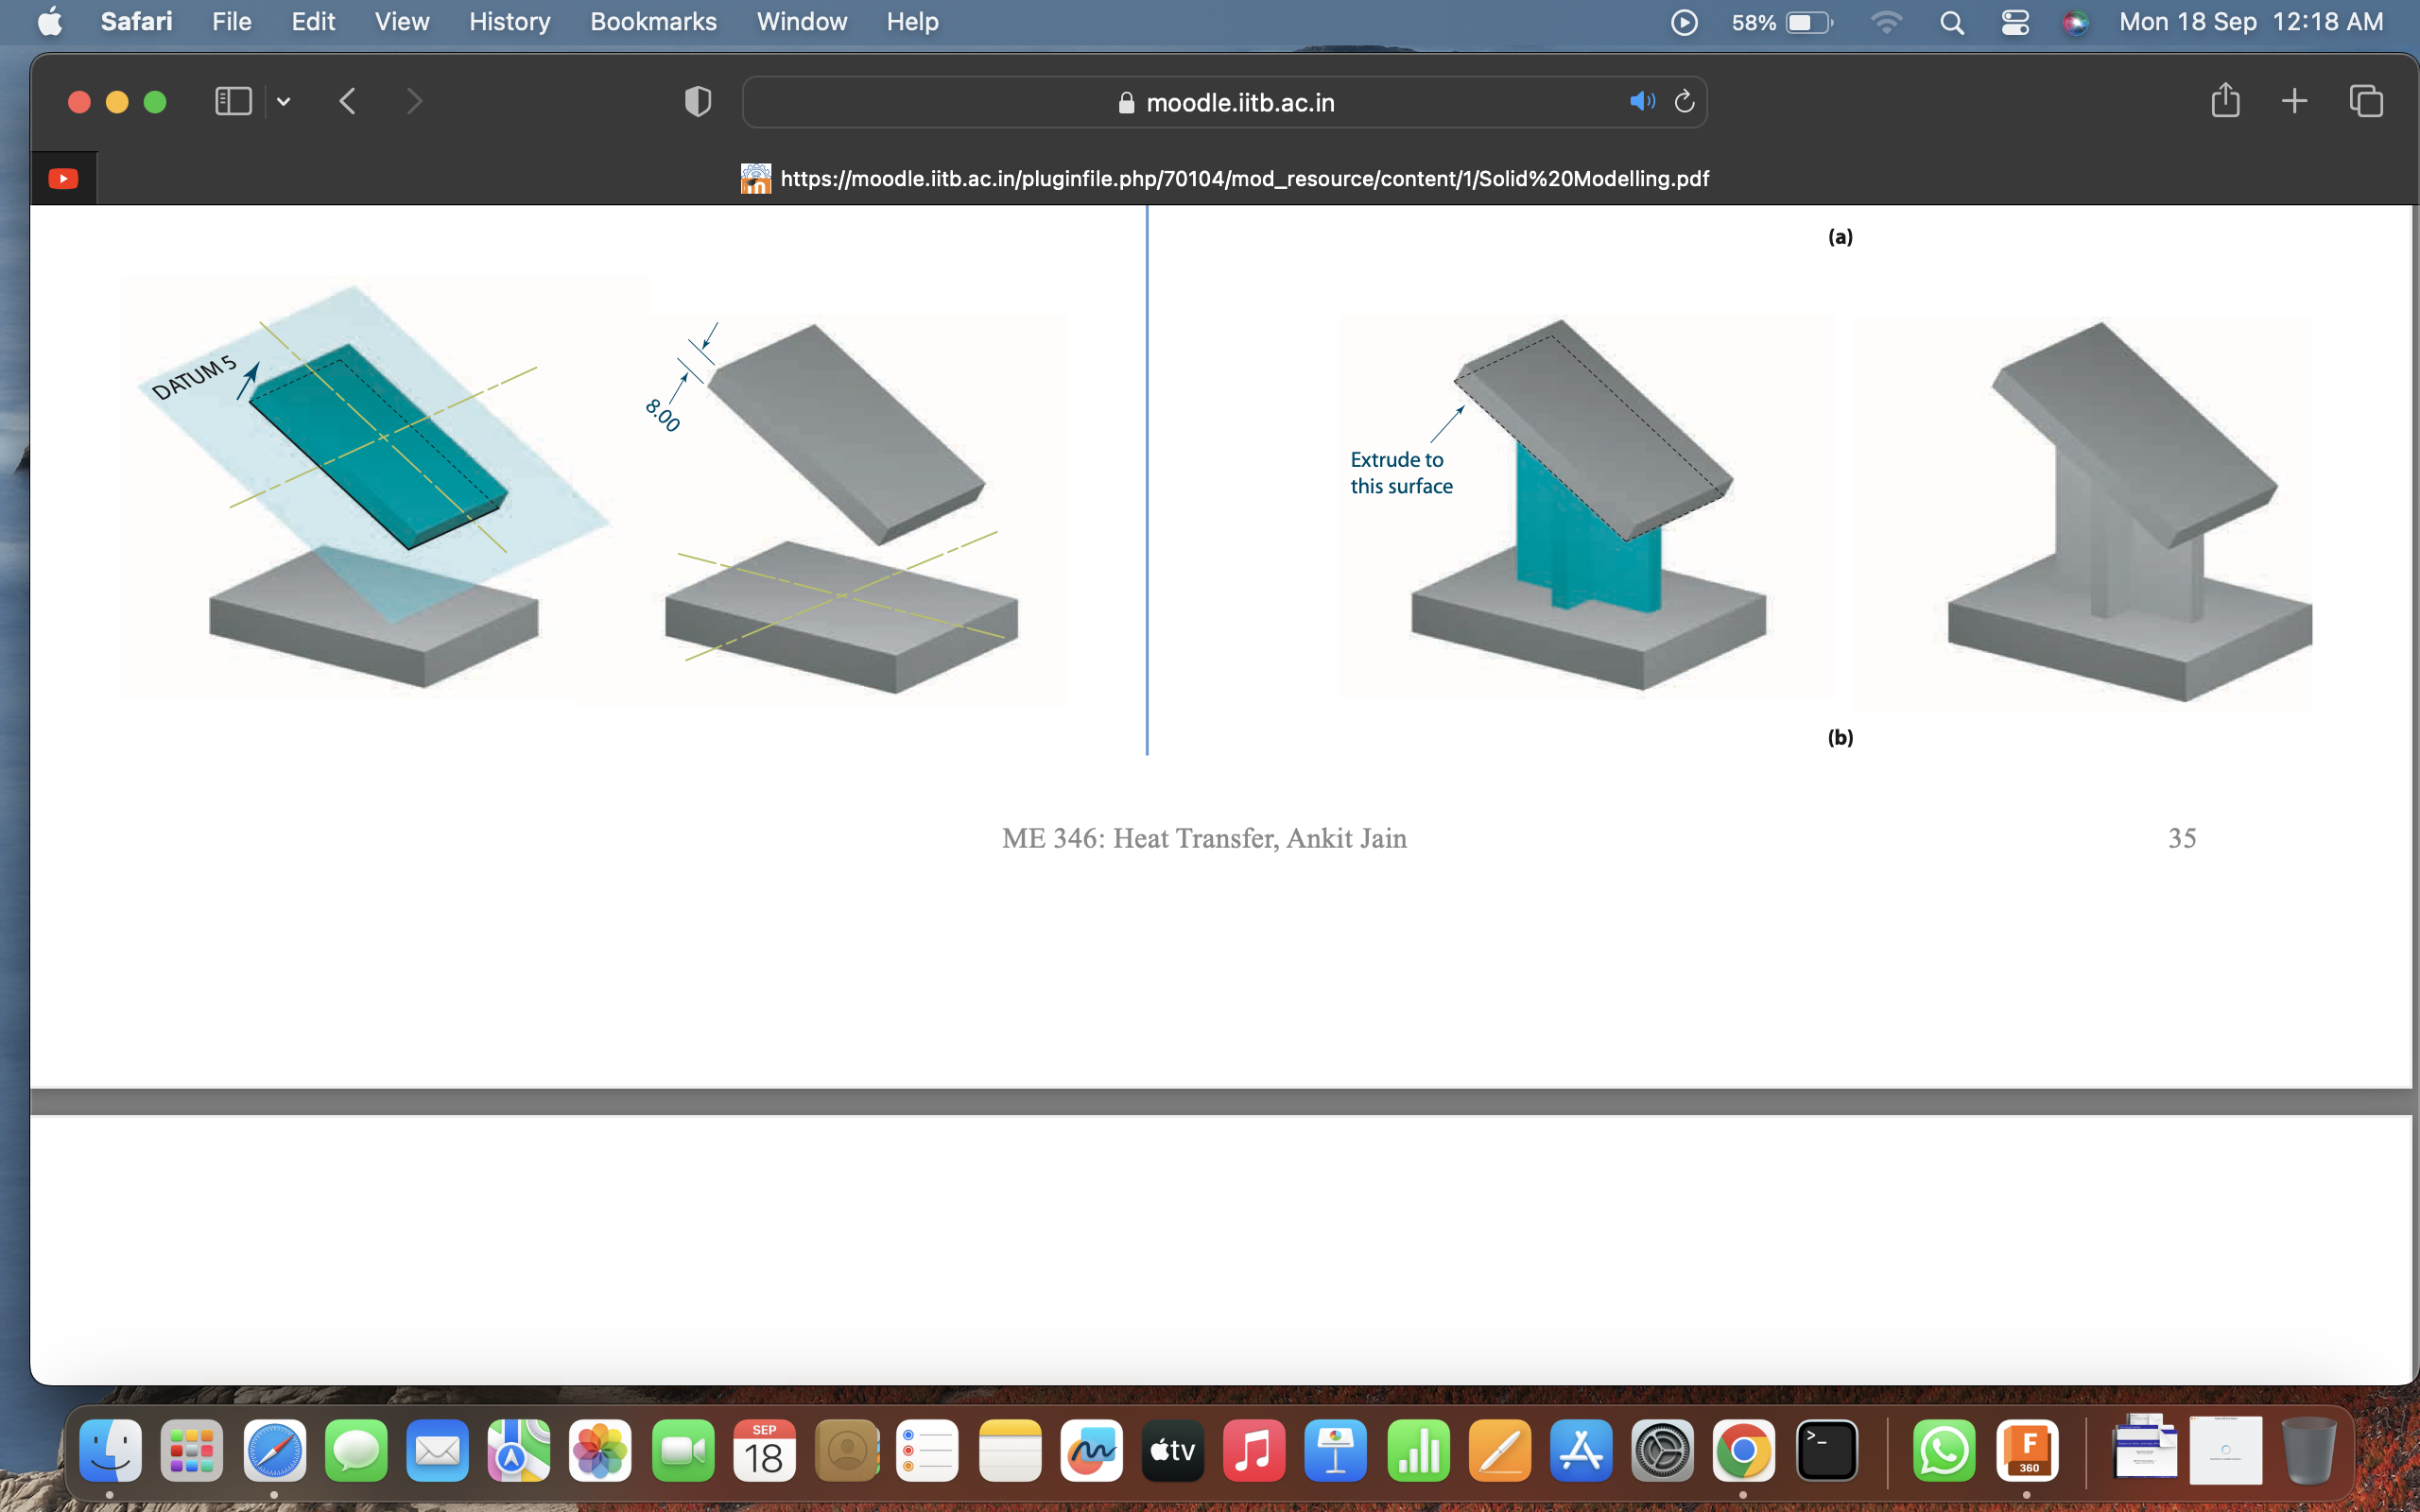 Safari File Edit View History Bookmarks Window Help 58% Mon 18 Sep 12:18 AM
moodle.iitb.ac.in
https://moodle.iitb.ac.in/pluginfile.php/70104/mod_resource/content/1/Solid%20Modelling.pdf
(a)
DATUM 5
8.00
Extrude to
this surface
(b)
ME 346: Heat Transfer, Ankit Jain 35
SEP
18
tv
>_
F
360